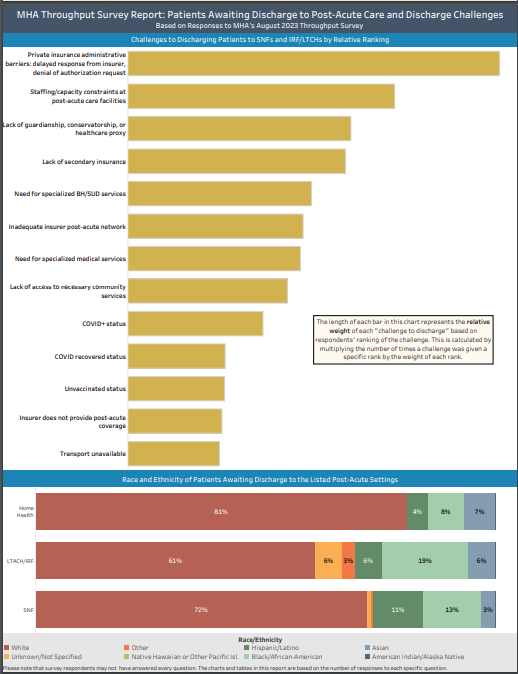 MHA Throughput Survey Report: Patients Awaiting Discharge to Post-Acute Care and Discharge Challenges
Based on Responses to MHA's August 2023 Throughput Survey
Challenges to Discharging Patients to SNFs and IRF/LTCHs by Relative Ranking
Private insurance administrative
barriers: delayed response from insurer,
denial of authorization request
Staffing/capacity constraints at
post-acute care facilities
Lack of guardianship, conservatorship, or
healthcare proxy
Lack of secondary insurance
Need for specialized BH/SUD services
Inadequate insurer post-acute network
Need for specialized medical services
Lack of access to necessary community
services
COVID+ status
COVID recovered status
Unvaccinated status
Insurer does not provide post-acute
coverage
Transport unavailable
The length of each bar in this chart represents the relative
weight of each "challenge to discharge" based on
respondents' ranking of the challenge. This is calculated by
multiplying the number of times a challenge was given a
specific rank by the weight of each rank.
Race and Ethnicity of Patients Awaiting Discharge to the Listed Post-Acute Settings
Home
Health
81% 4% 8% 7%
LTACH/IRF 61% 6% 3% 6% 19% 6%
SNF 72% 11% 13% 3%
Race/Ethnicity
White Other Hispanic/Latino Asian
Unknown/Not Specified Native Hawaiian or Other Pacific Isl. Black/African-American American Indian/Alaska Native
Please note that survey respondents may not have answered every question. The charts and tables in this report are based on the number of responses to each specific question.